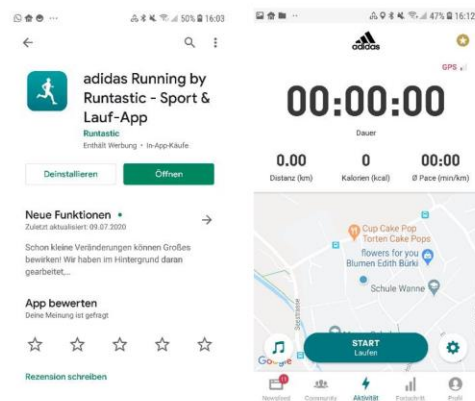 50% 16:03
adidas Running by
Runtastic - Sport &
Lauf-App
Runtastic
Enthält Werbung • In-App-Käufe
Deinstallieren
Öffnen
Neue Funktionen •
Zuletzt aktualisiert: 09.07.2020
Schon kleine Veränderungen können Großes
bewirken! Wir haben im Hintergrund daran
gearbeitet,...
App bewerten
Deine Meinung ist gefragt
Rezension schreiben
47% 16:12
adidas
GPS
00:00:00
Dauer
0.00
0
00:00
Distanz (km)
Kalorien (kcal)
Ø Pace (min/km)
Cup Cake Pop
Torten Cake Pops
flowers for you
Blumen Edith Bürki
Schule Wanne
Seestrasse
START
Laufen
Google
Newsfeed
Community
Aktivität
Fortschritt
Profil